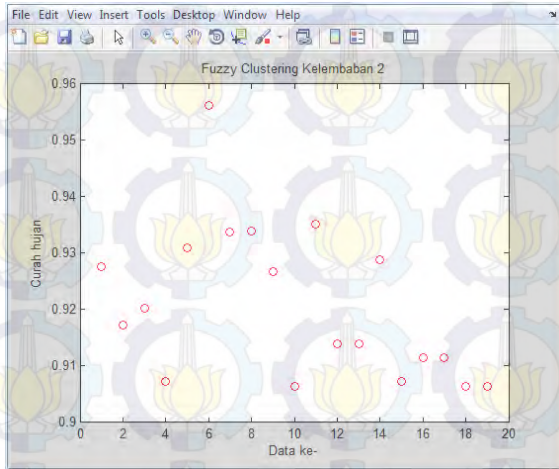 File Edit View Insert Tools Desktop Window Help
Fuzzy Clustering Kelembaban 2
0.96
0.95
0.94
0.93
0.92
0.91
0.9
Curah hujan
0 2 4 6 8 10 12 14 16 18 20
Data ke-